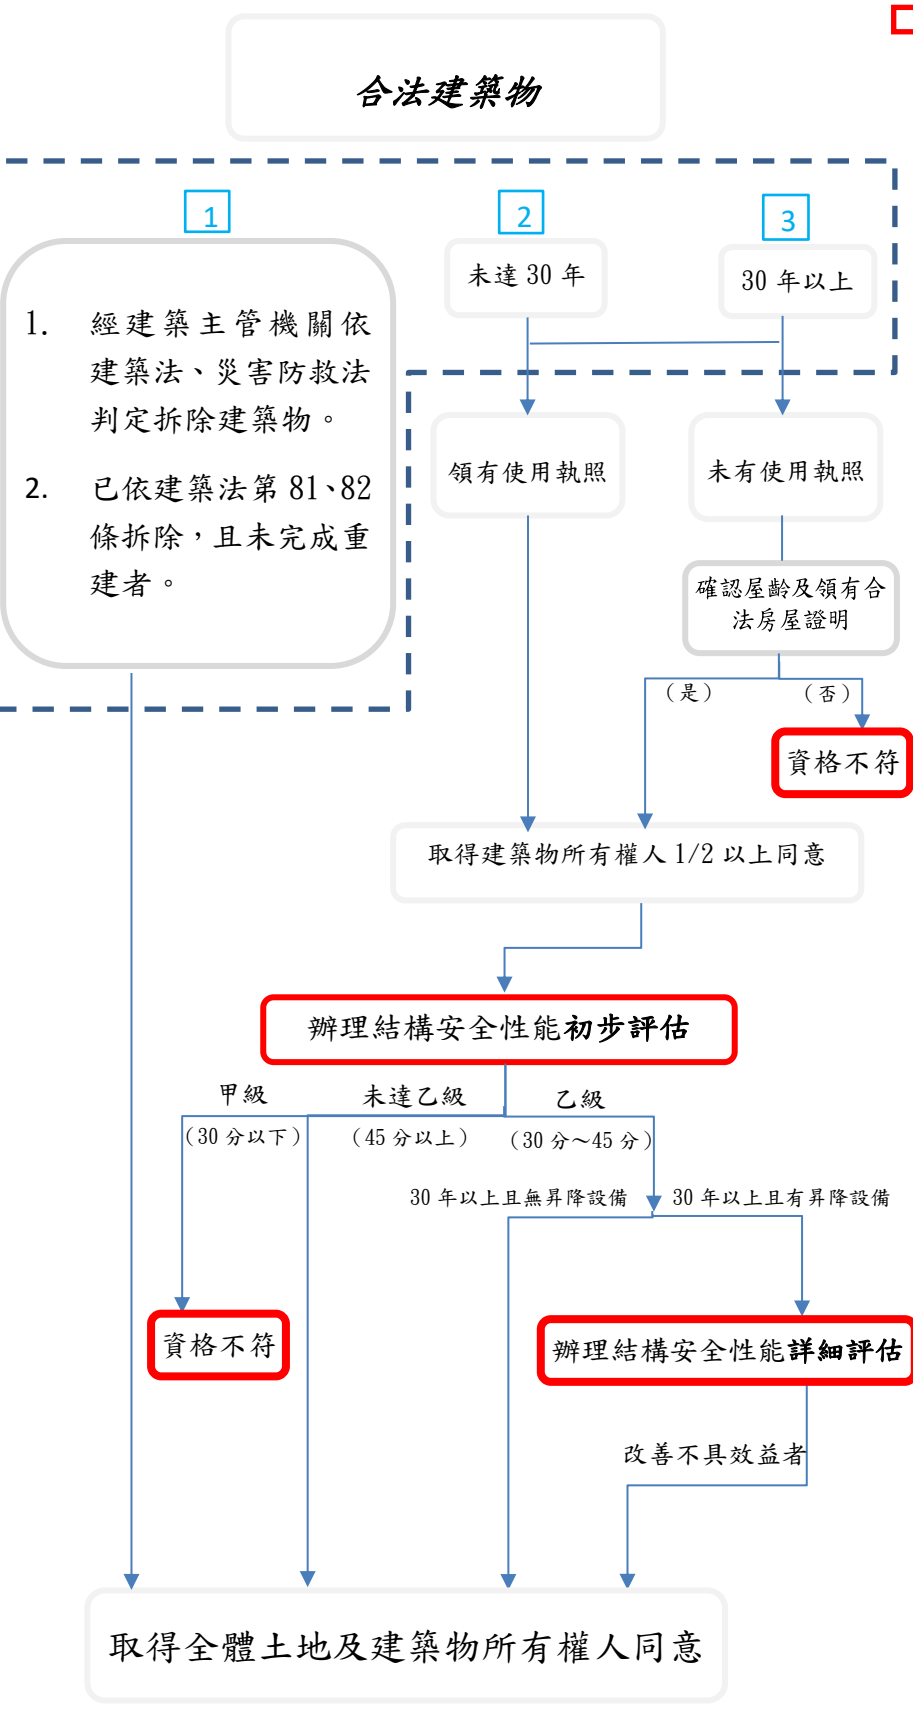 合法建築物
1
2
3
1. 經建築主管機關依
建築法、災害防救法
判定拆除建築物。
2. 已依建築法第 81、82
條拆除，且未完成重
建者。
未達 30 年
30 年以上
領有使用執照
未有使用執照
確認屋齡及領有合
法房屋證明
（是）
（否）
資格不符
取得建築物所有權人 1/2 以上同意
辦理結構安全性能初步評估
甲級
未達乙級
乙級
（30 分以下）
（45 分以上）
（30 分～45 分）
30 年以上且無昇降設備
30 年以上且有昇降設備
資格不符
辦理結構安全性能詳細評估
改善不具效益者
取得全體土地及建築物所有權人同意